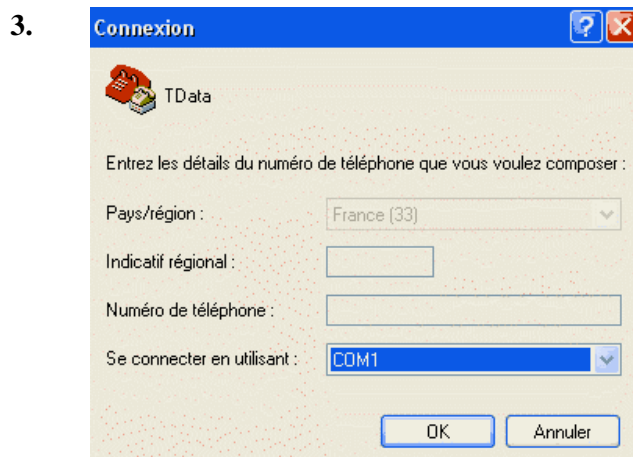 3.
Connexion
TData
Entrez les détails du numéro de téléphone que vous voulez composer :
Pays/région : France (33)
Indicatif régional :
Numéro de téléphone :
Se connecter en utilisant : COM1
OK Annuler